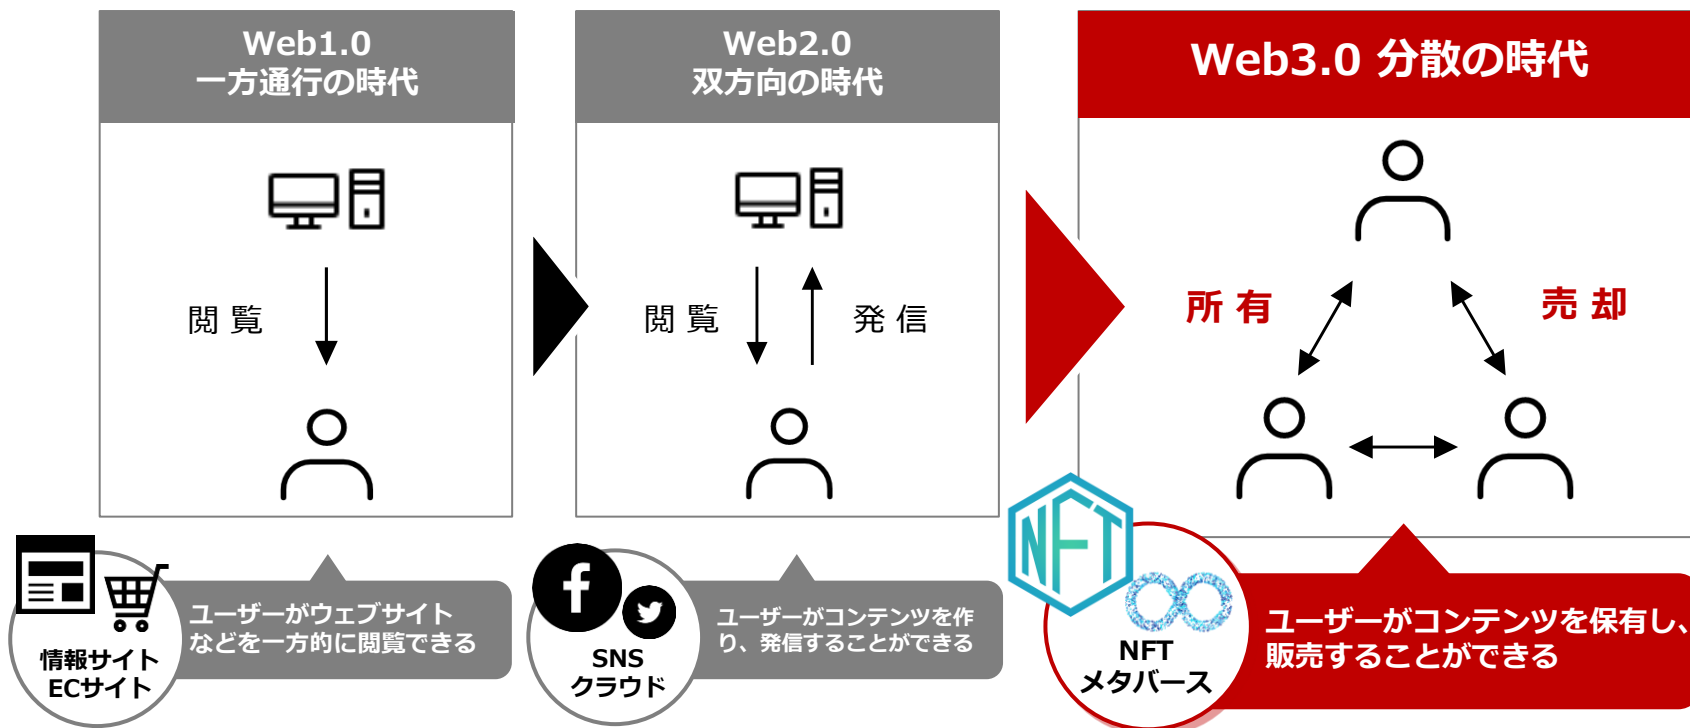 Web1.0
一方通行の時代
閲覧
情報サイト
ECサイト
ユーザーがウェブサイト
などを一方的に閲覧できる
Web2.0
双方向の時代
閲覧
発信
SNS
クラウド
ユーザーがコンテンツを作
り、発信することができる
Web3.0 分散の時代
所有
売却
NFT
NFT
メタバース
ユーザーがコンテンツを保有し、
販売することができる